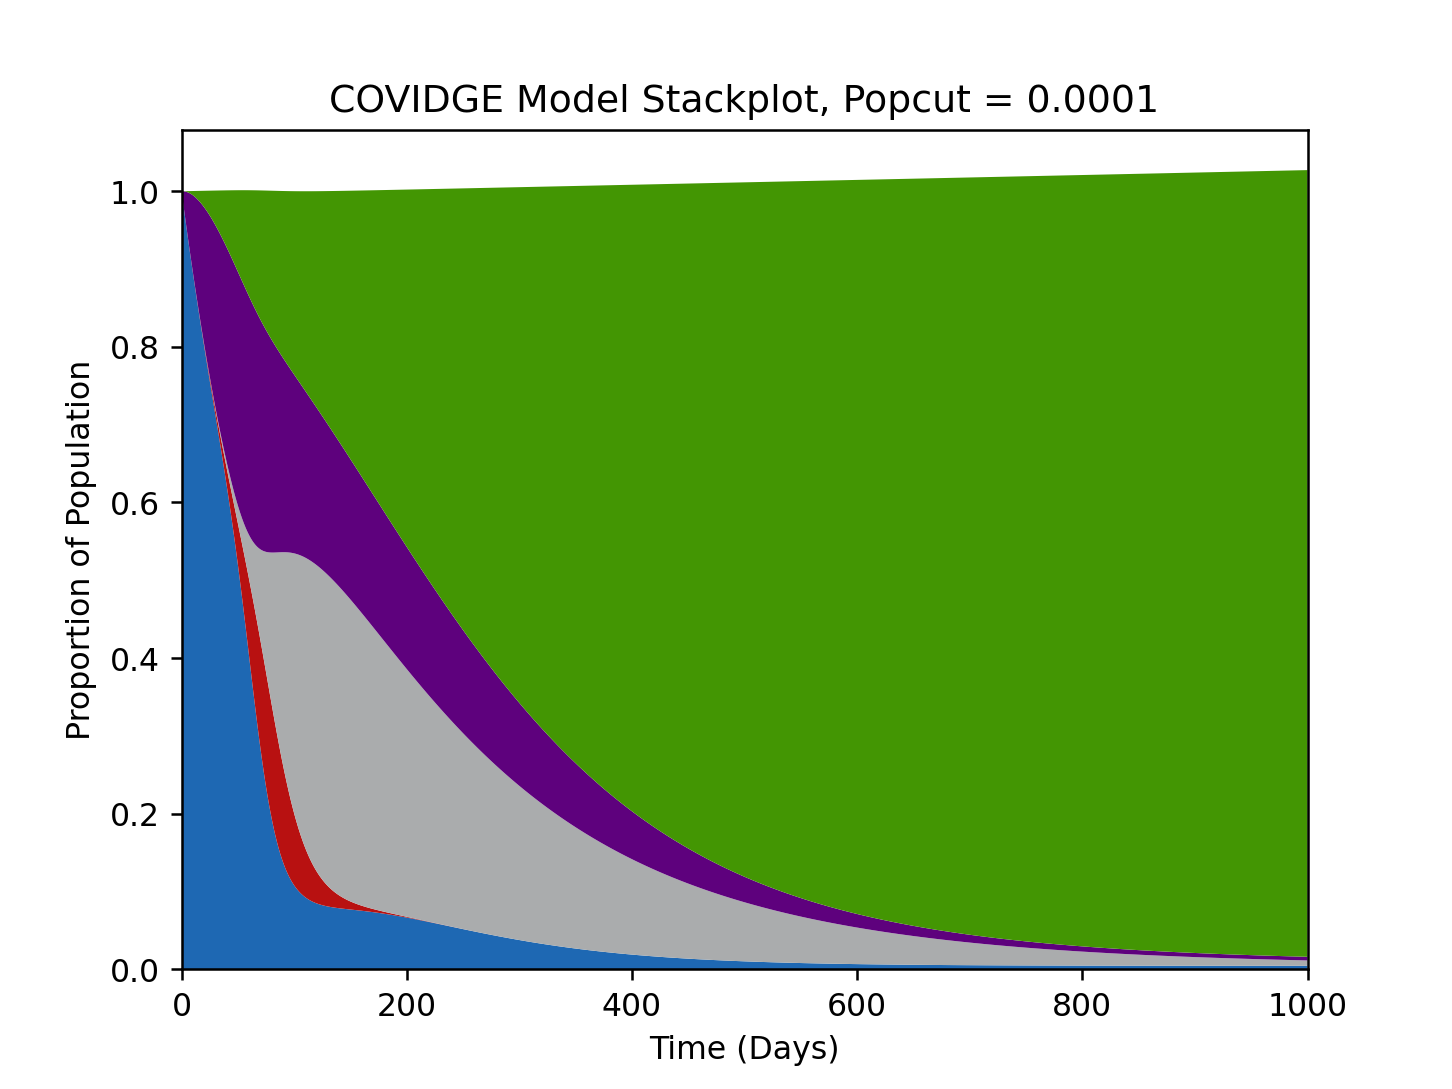 COVIDGE Model Stackplot, Popcut = 0.0001
Proportion of Population
1.0
0.8
0.6
0.4
0.2
0.0
0 200 400 600 800 1000
Time (Days)